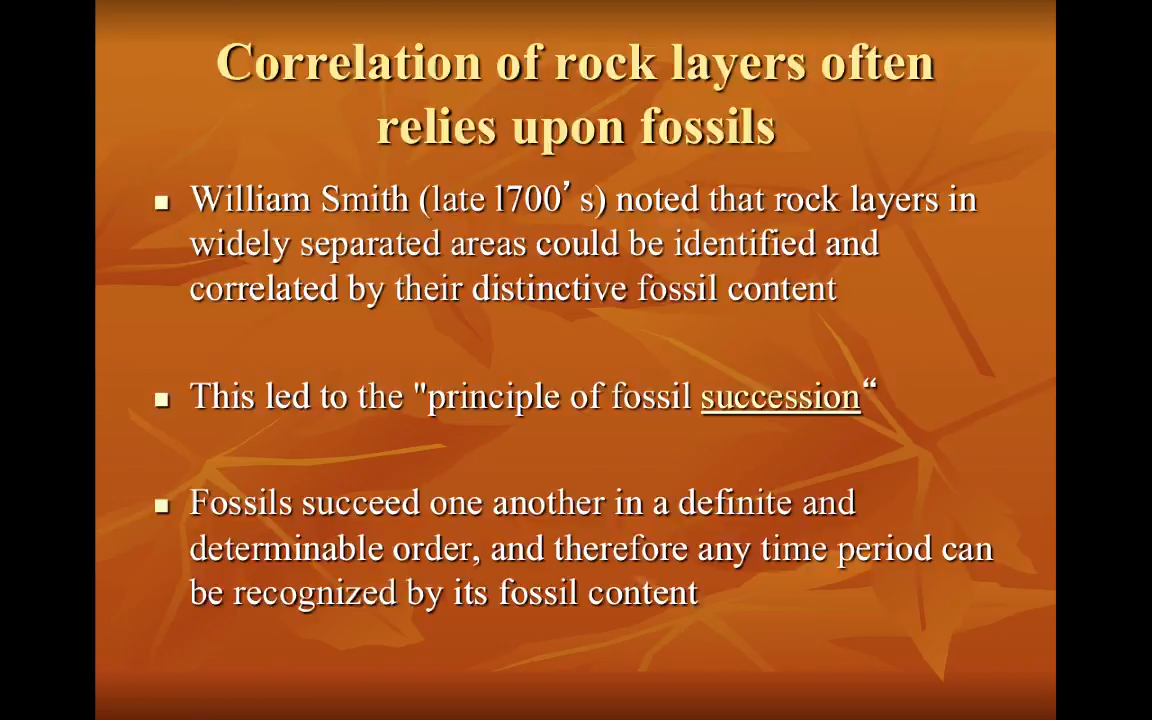 Correlation of rock layers often
relies upon fossils
William Smith (late l700’ s) noted that rock layers in
widely separated areas could be identified and
correlated by their distinctive fossil content
This led to the "principle of fossil succession“
Fossils succeed one another in a definite and
determinable order, and therefore any time period can
be recognized by its fossil content